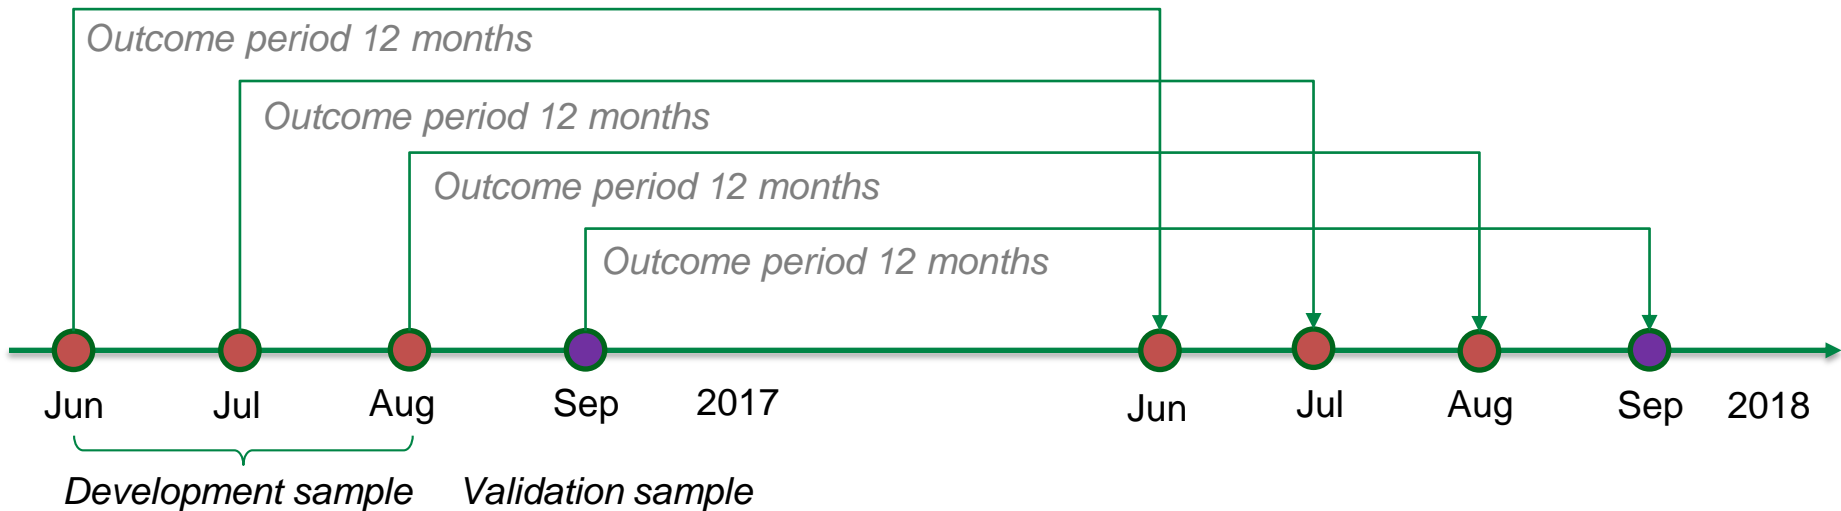 Outcome period 12 months
Outcome period 12 months
Outcome period 12 months
Outcome period 12 months
Jun Jul Aug Sep 2017 Jun Jul Aug Sep 2018
Development sample Validation sample